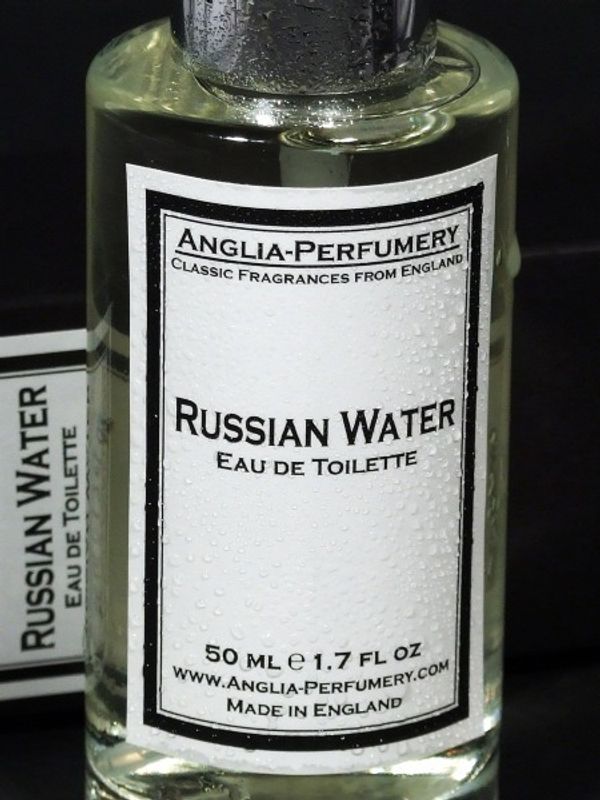 ANGLIA-PERFUMERY
CLASSIC FRAGRANCES FROM ENGLAND
RUSSIAN WATER
EAU DE TOILETTE
50 ML ℮ 1.7 FL OZ
WWW.ANGLIA-PERFUMERY.COM
MADE IN ENGLAND
RUSSIAN WATER
EAU DE TOILETTE